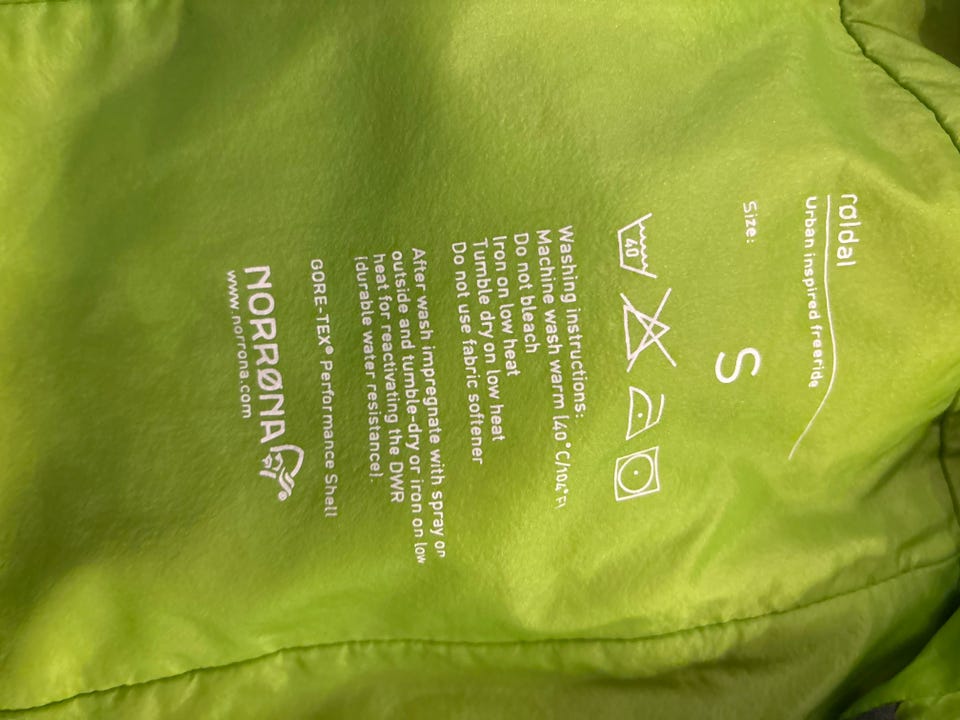 røldal
Urban inspired freeride
Size:
S
40
Washing instructions:
Machine wash warm (40°C/104°F)
Do not bleach
Iron on low heat
Tumble dry on low heat
Do not use fabric softener
After wash impregnate with spray on
outside and tumble-dry or iron on low
heat for reactivating the DWR
(durable water resistance).
GORE-TEX® Performance Shell
NORRØNA®
www.norrona.com